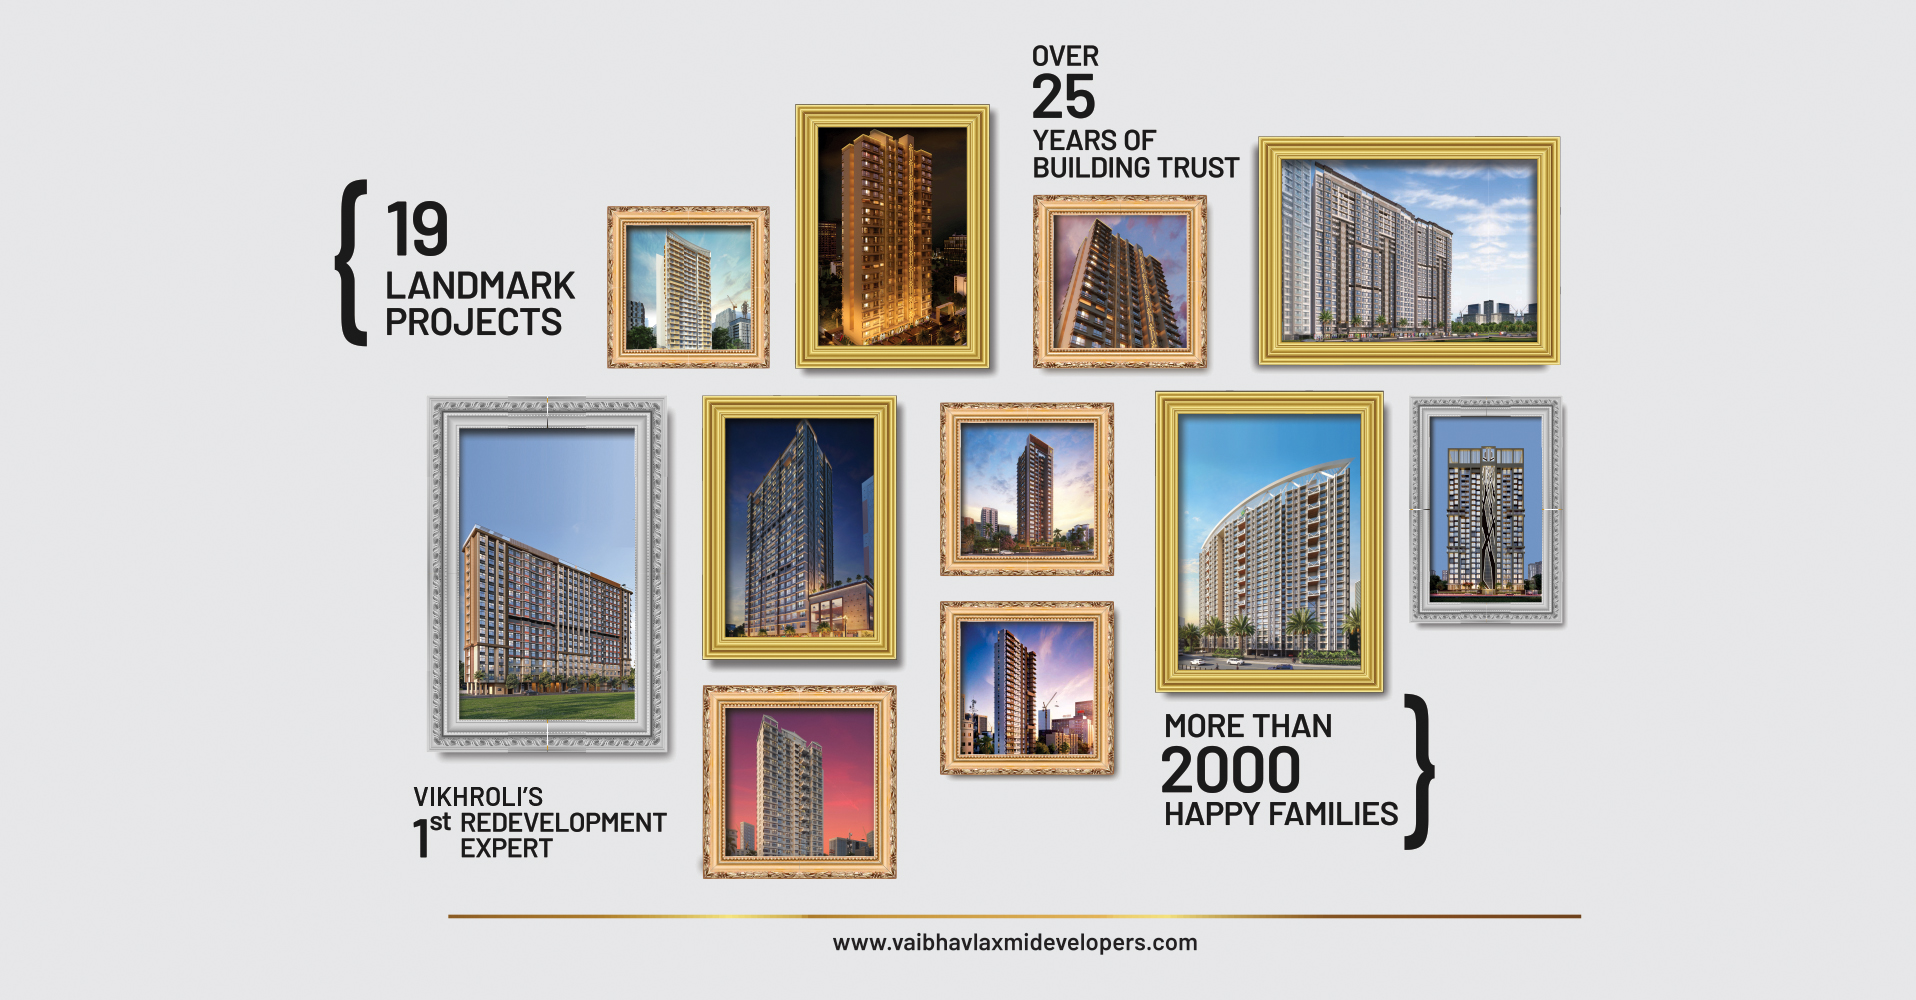 OVER
25
YEARS OF
BUILDING TRUST
19
LANDMARK
PROJECTS
VIKHROLI'S
1st REDEVELOPMENT
EXPERT
MORE THAN
2000
HAPPY FAMILIES
www.vaibhavlaxmidevelopers.com